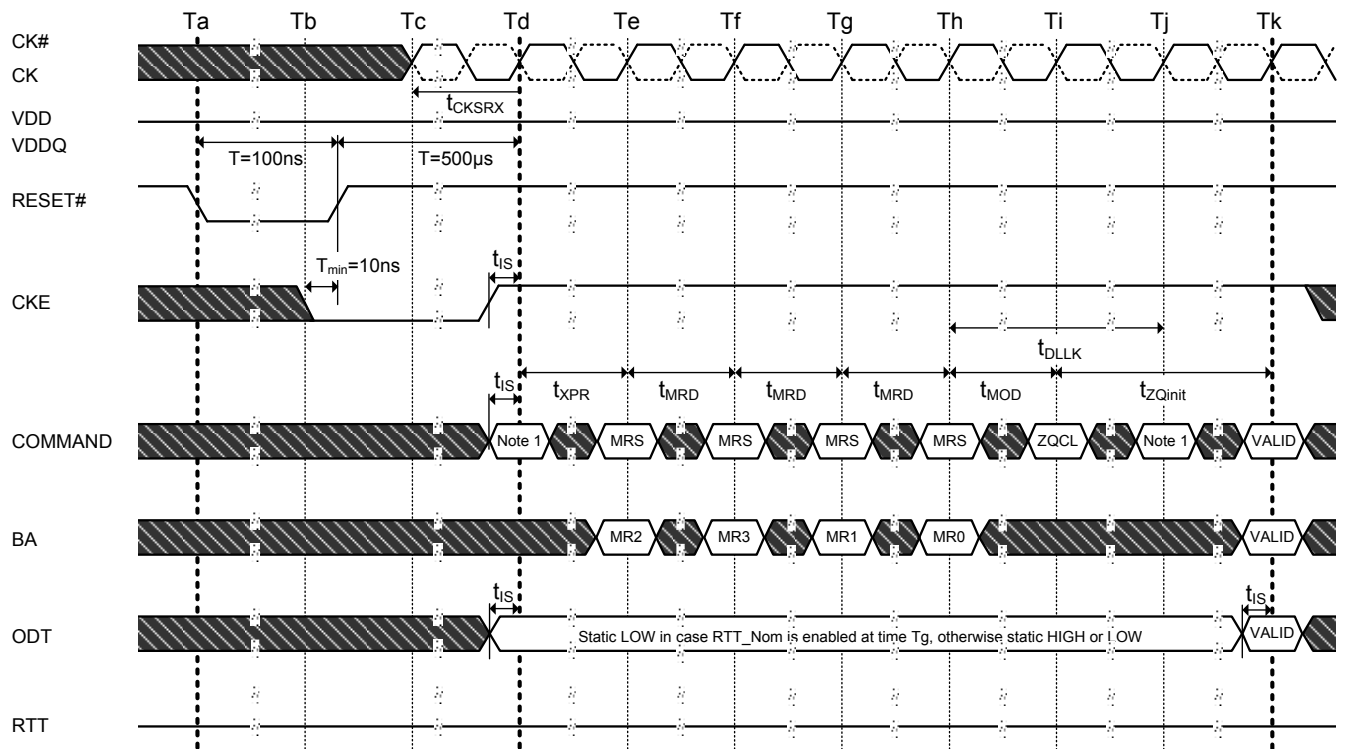 Ta Tb Tc Td Te Tf Tg Th Ti Tj Tk
CK#
CK
tCKSRX
VDD
VDDQ
T=100ns T=500µs
RESET#
Tmin=10ns tIS
CKE
tDLLK
tIS tXPR tMRD tMRD tMRD tMOD tZQinit
COMMAND Note 1 MRS MRS MRS MRS ZQCL Note 1 VALID
BA MR2 MR3 MR1 MR0 VALID
tIS tIS
ODT Static LOW in case RTT_Nom is enabled at time Tg, otherwise static HIGH or LOW VALID
RTT